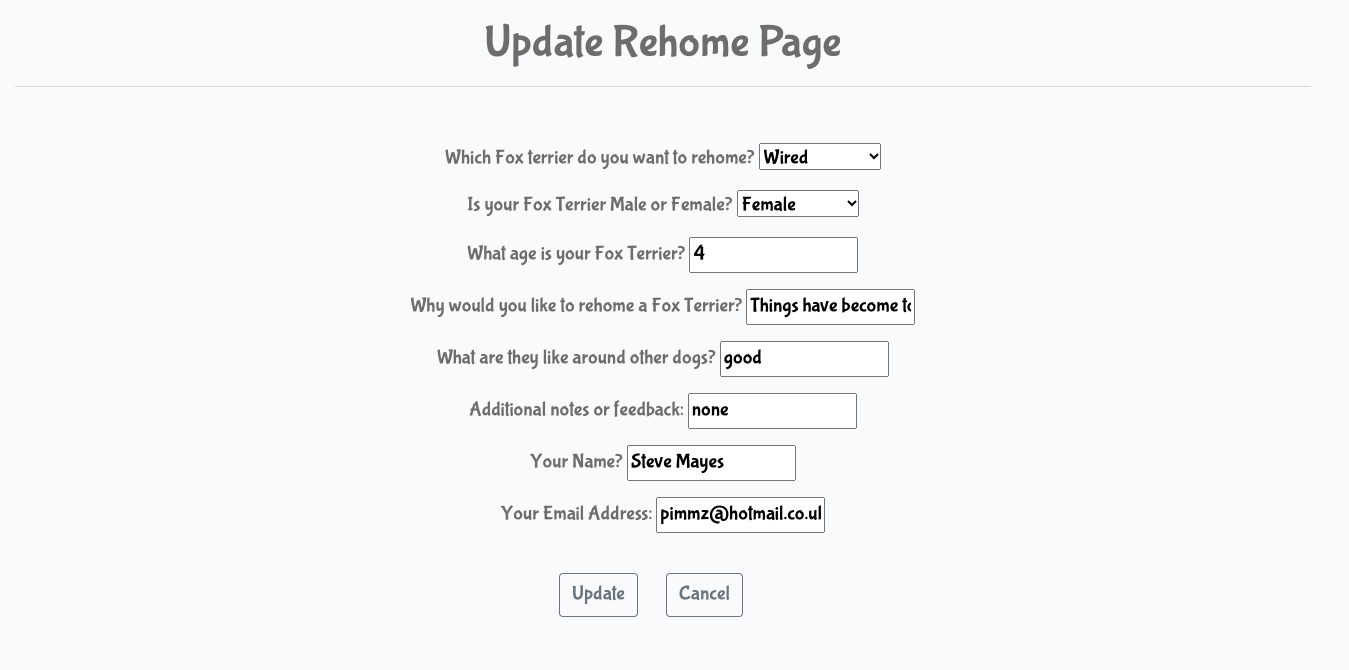 Update Rehome Page
Which Fox terrier do you want to rehome? Wired
Is your Fox Terrier Male or Female? Female
What age is your Fox Terrier? 4
Why would you like to rehome a Fox Terrier? Things have become
What are they like around other dogs? good
Additional notes or feedback: none
Your Name? Steve Mayes
Your Email Address: pimmz@hotmail.co.u
Update Cancel